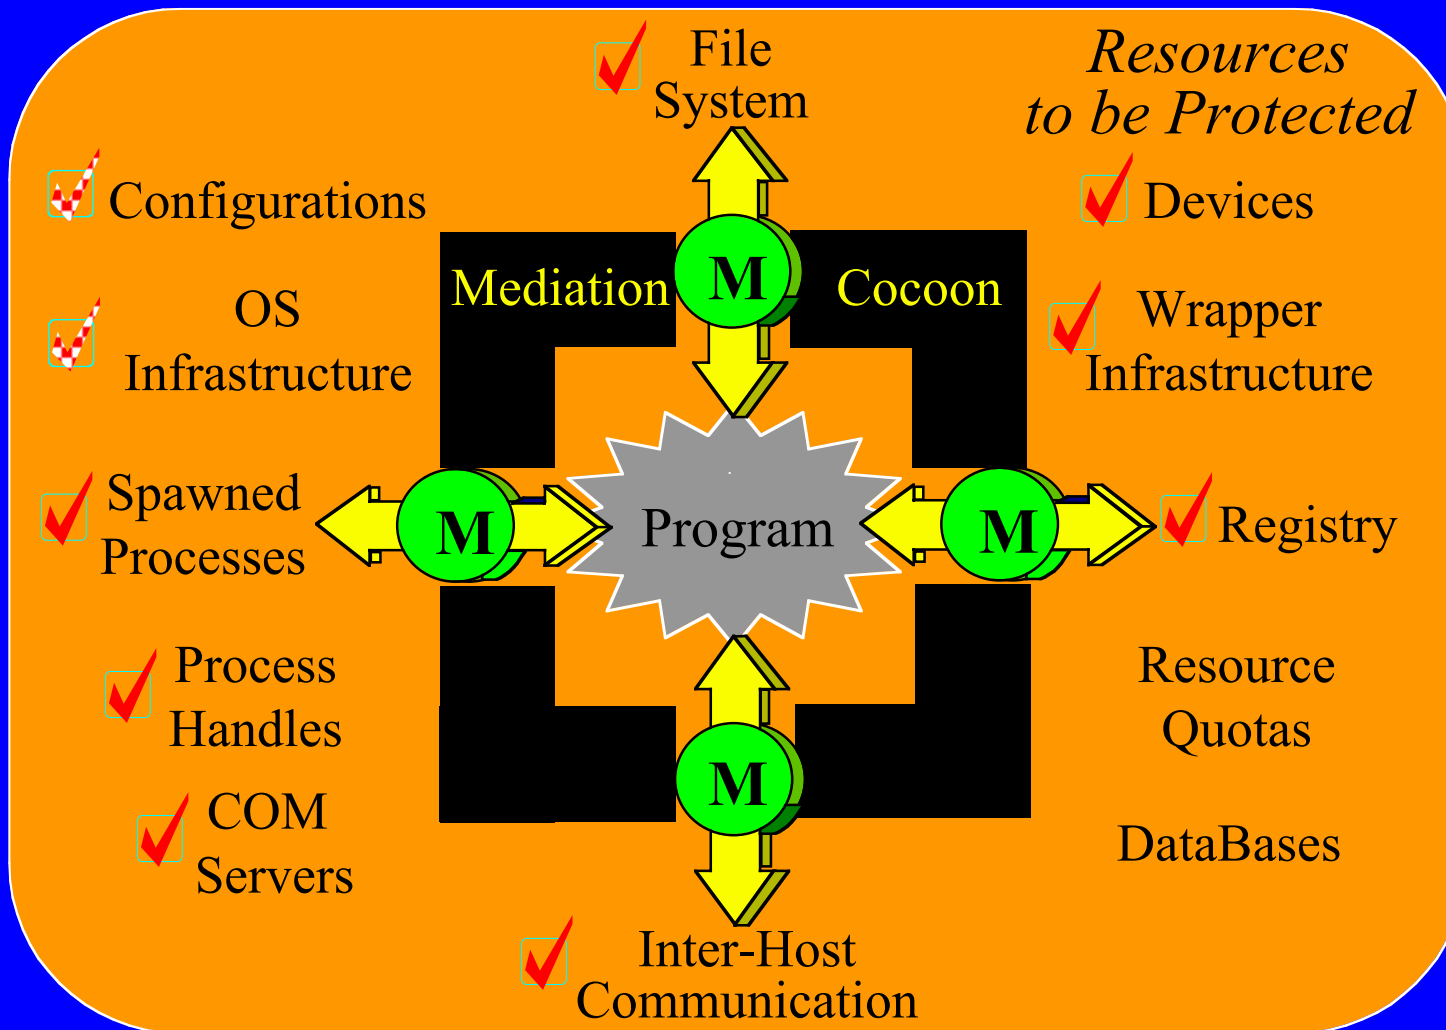 File
System
Resources
to be Protected
Configurations
Devices
Mediation
M
Cocoon
OS
Infrastructure
Wrapper
Infrastructure
Spawned
Processes
M
Program
M
Registry
Process
Handles
Resource
Quotas
M
COM
Servers
DataBases
Inter-Host
Communication